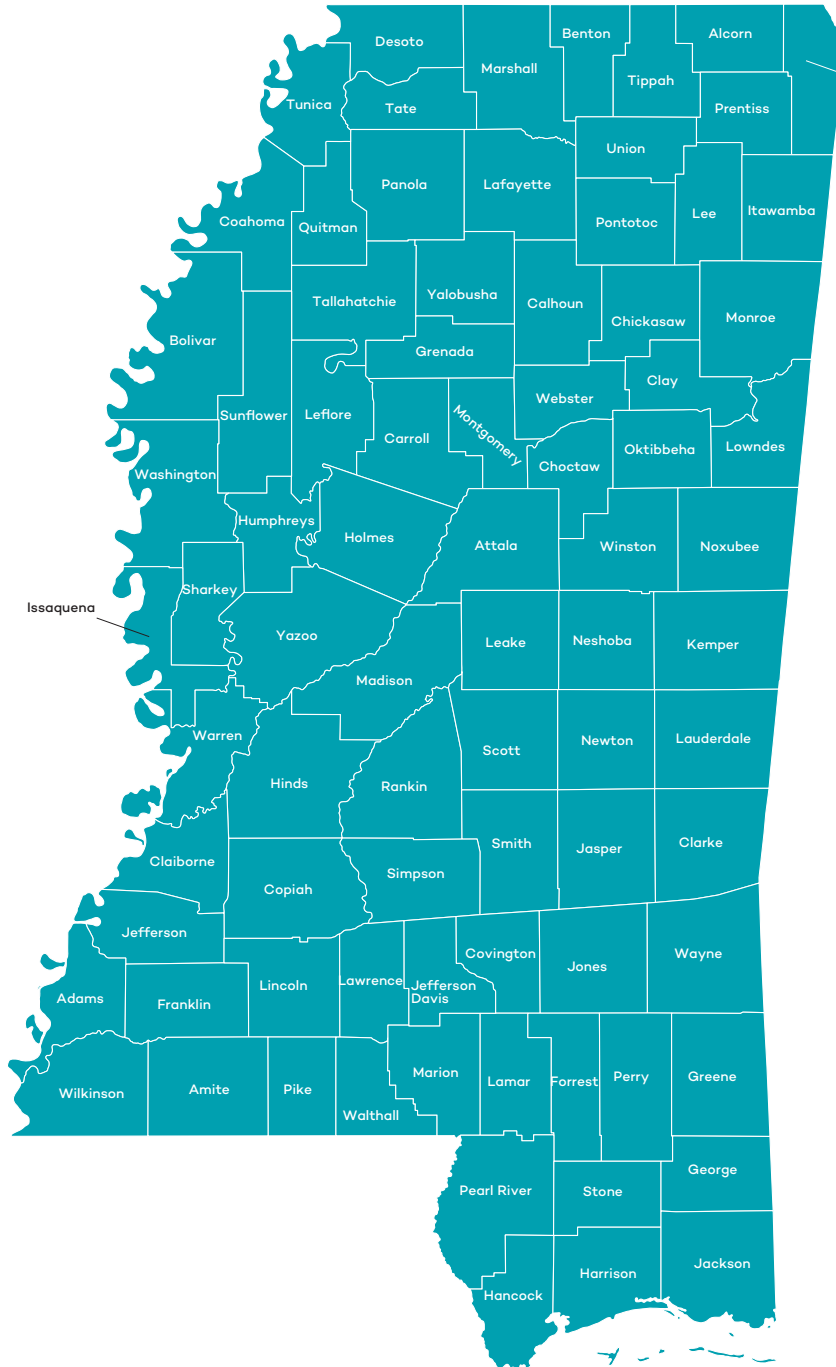 Desoto
Benton
Alcorn
Marshall
Tippah
Tunica
Tate
Prentiss
Union
Panola
Lafayette
Coahoma
Quitman
Pontotoc
Lee
Itawamba
Tallahatchie
Yalobusha
Calhoun
Chickasaw
Monroe
Bolivar
Grenada
Clay
Webster
Sunflower
Leflore
Carroll
Montgomery
Choctaw
Oktibbeha
Lowndes
Washington
Humphreys
Holmes
Attala
Winston
Noxubee
Sharkey
Issaquena
Yazoo
Leake
Neshoba
Kemper
Madison
Warren
Scott
Newton
Lauderdale
Hinds
Rankin
Smith
Jasper
Clarke
Claiborne
Copiah
Simpson
Jefferson
Covington
Jones
Wayne
Adams
Franklin
Lincoln
Lawrence
Jefferson
Davis
Wilkinson
Amite
Pike
Walthall
Marion
Lamar
Forrest
Perry
Greene
George
Pearl River
Stone
Jackson
Harrison
Hancock